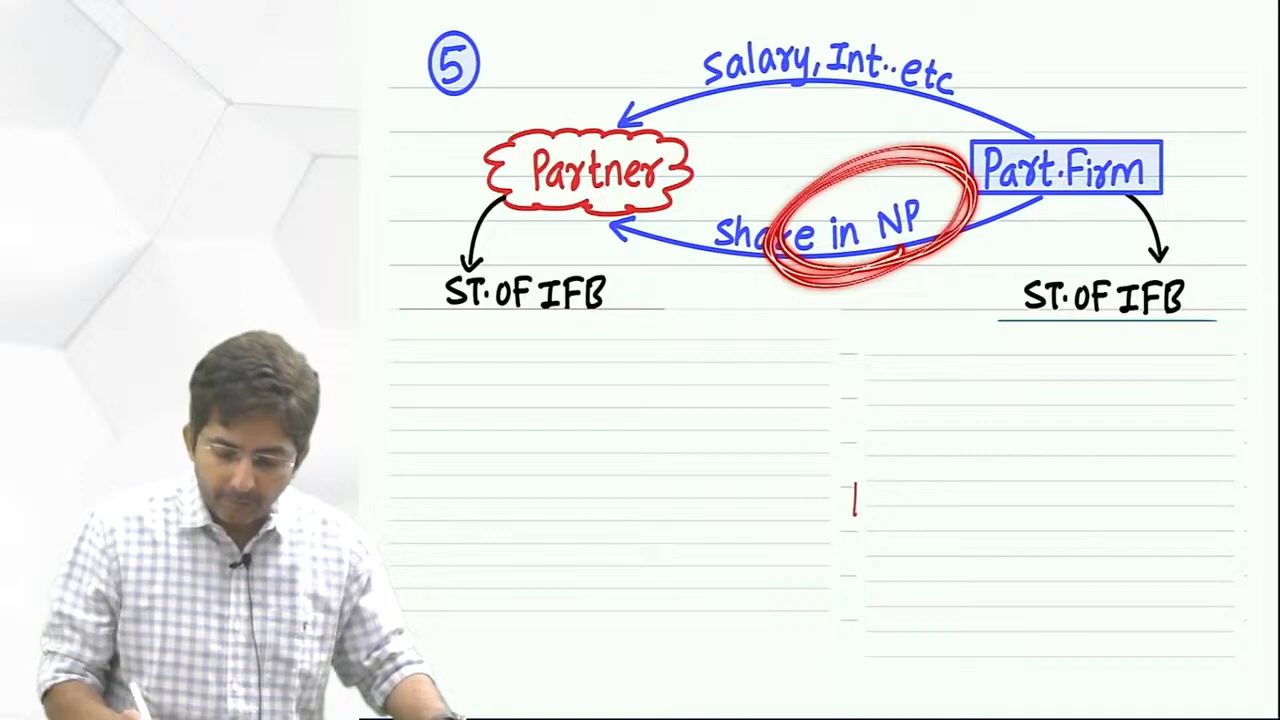 5
Salary, Int..etc
Partner
Part.Firm
Share in NP
ST.OF IFB
ST.OF IFB